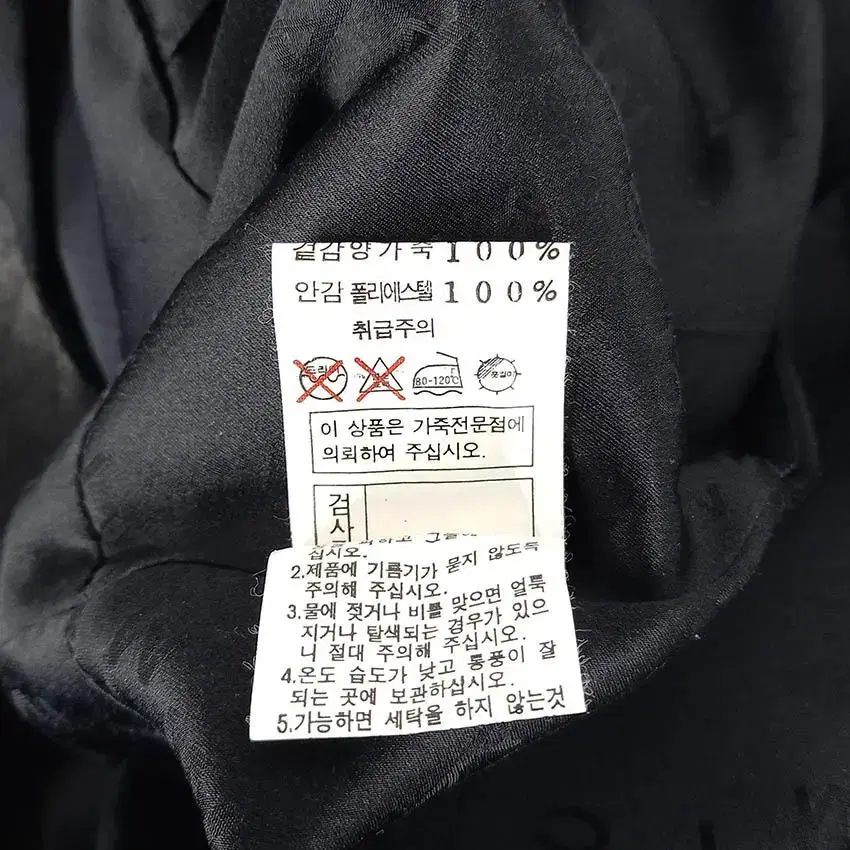 겉감양가죽 100%
안감 폴리에스텔 100%
취급주의
드라이
80-120℃
이 상품은 가죽전문점에
의뢰하여 주십시오.
검사
십시오.
2.제품에 기름기가 묻지 않도록
주의해 주십시오.
3.물에 젖거나 비를 맞으면 얼룩
지거나 탈색되는 경우가 있으
니 절대 주의해 주십시오.
4.온도 습도가 낮고 통풍이 잘
되는 곳에 보관하십시오.
5.가능하면 세탁을 하지 않는것